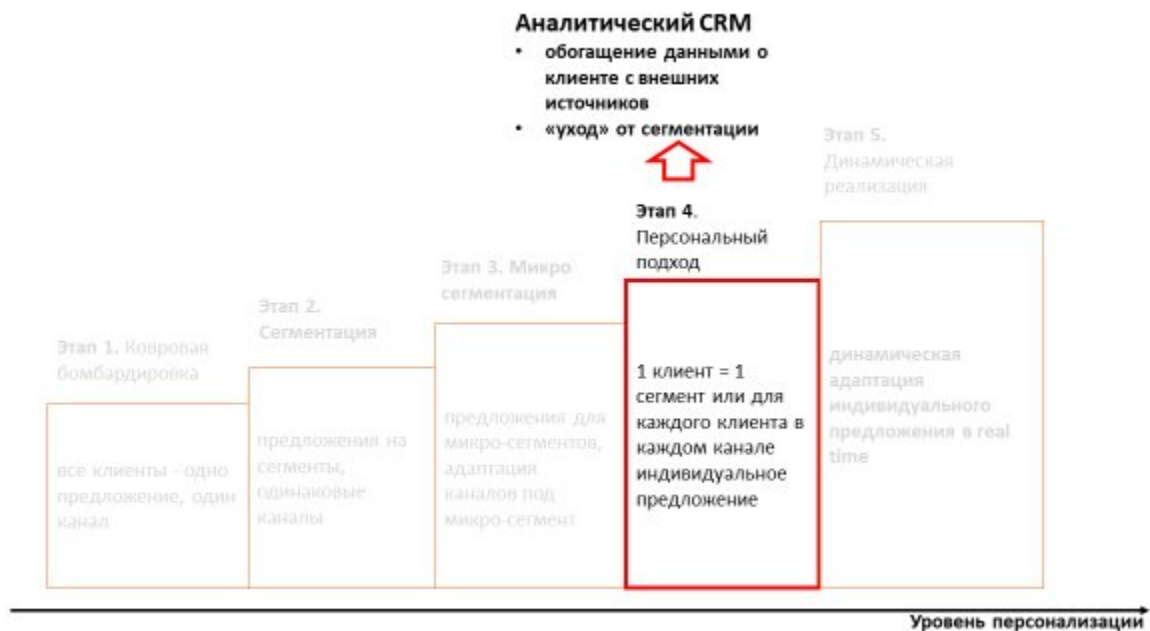 Аналитический CRM
• обогащение данными о
клиенте с внешних
источников
• «уход» от сегментации
Этап 5.
Динамическая
реализация
Этап 4.
Персональный
подход
Этап 3. Микро
сегментация
Этап 2.
Сегментация
Этап 1. Ковровая
бомбардировка
все клиенты - одно
предложение, один
канал
предложения на
сегменты,
одинаковые
каналы
предложения для
микро-сегментов,
адаптация
каналов под
микро-сегмент
1 клиент = 1
сегмент или для
каждого клиента в
каждом канале
индивидуальное
предложение
динамическая
адаптация
индивидуального
предложения в real
time
Уровень персонализации